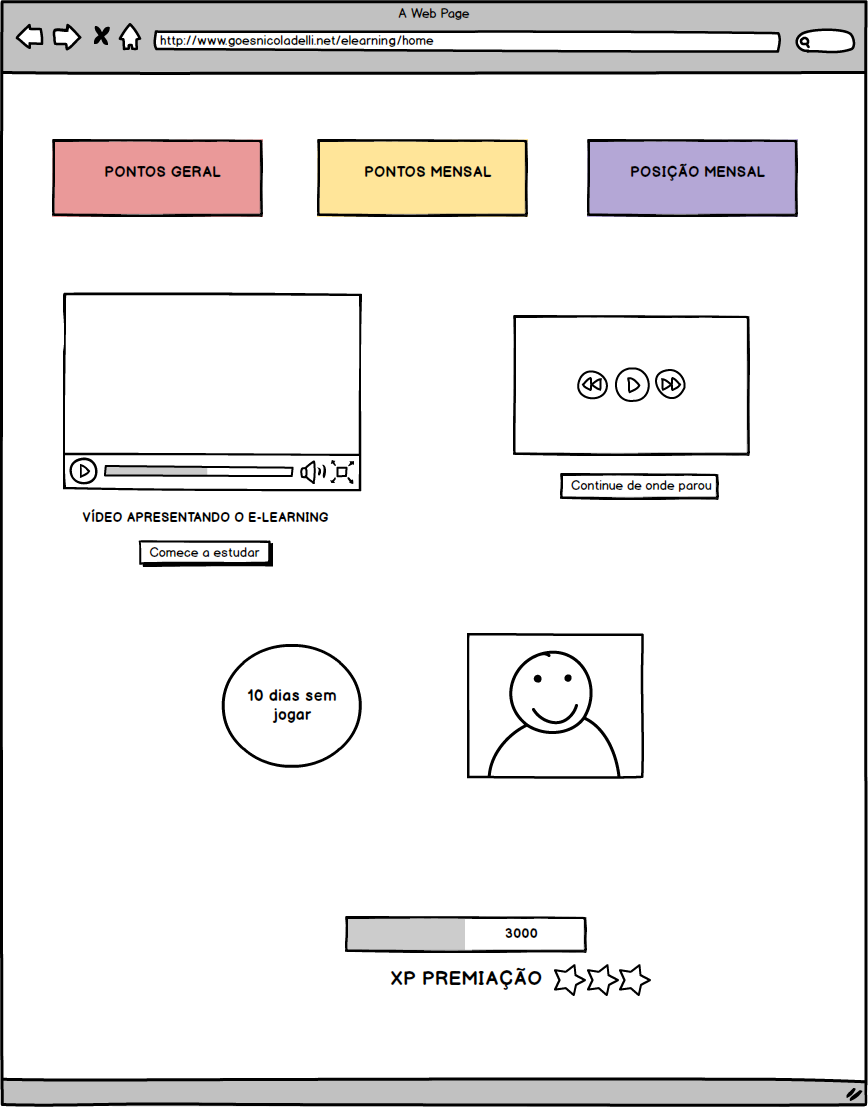 A Web Page
http://www.goesnicoladelli.net/elearning/home
PONTOS GERAL
PONTOS MENSAL
POSIÇÃO MENSAL
Continue de onde parou
VÍDEO APRESENTANDO O E-LEARNING
Comece a estudar
10 dias sem
jogar
3000
XP PREMIAÇÃO